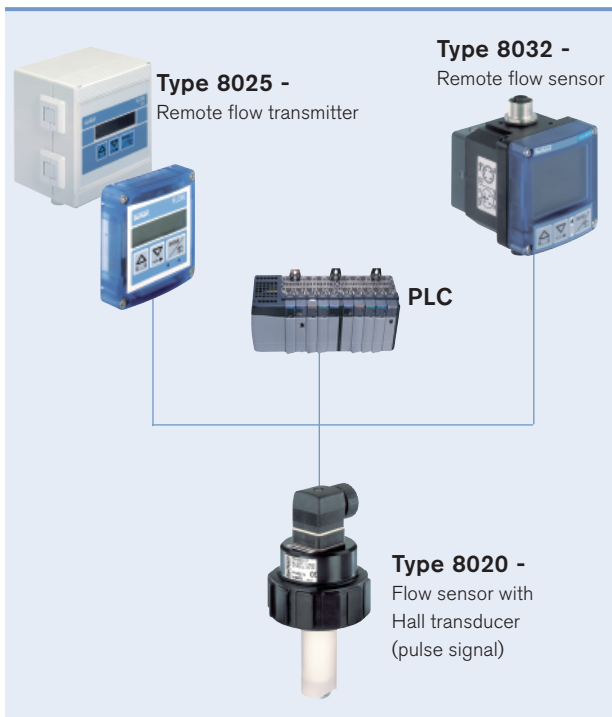 Type 8025 -
Remote flow transmitter
Type 8032 -
Remote flow sensor
PLC
Type 8020 -
Flow sensor with
Hall transducer
(pulse signal)